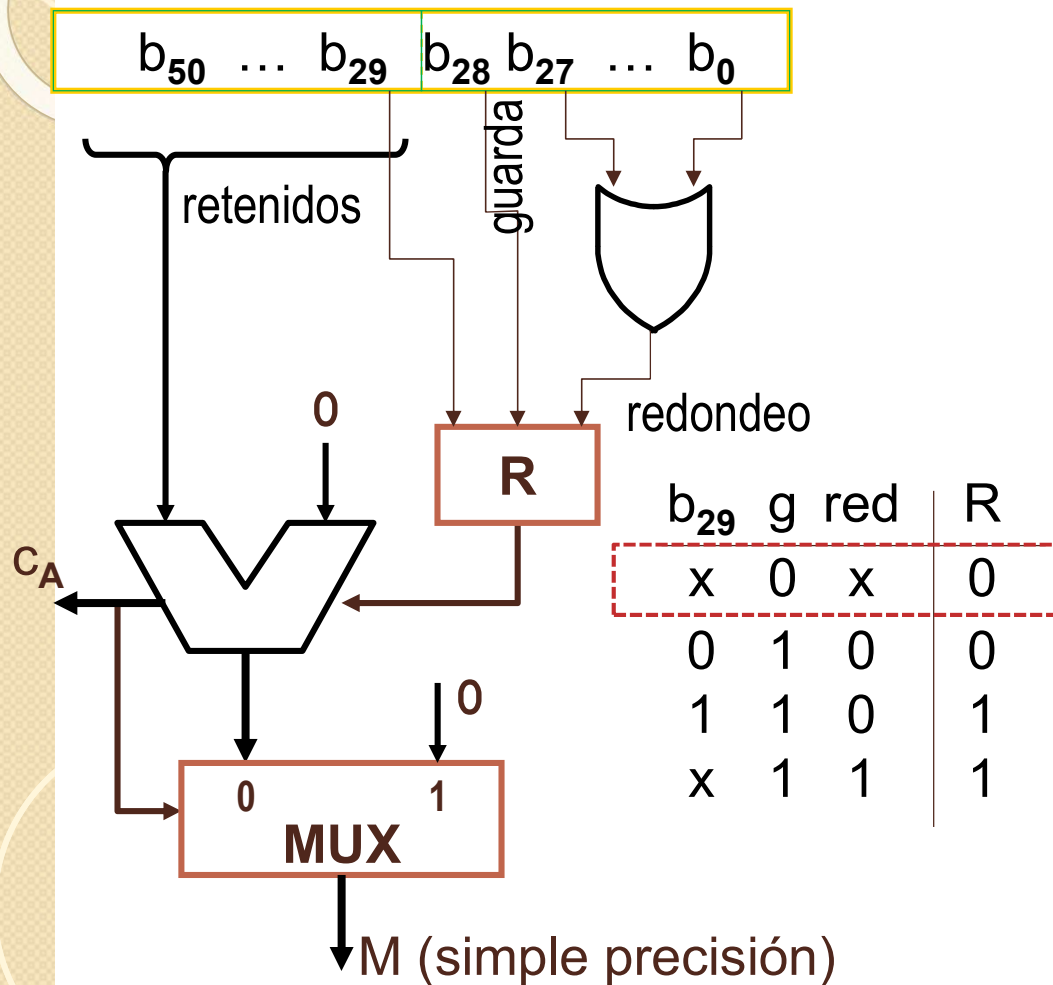 b50 … b29 b28 b27 … b0
guarda
retenidos
0
redondeo
R
b29 g red R
x 0 x 0
0 1 0 0
1 1 0 1
x 1 1 1
CA
0
0 1
MUX
M (simple precisión)